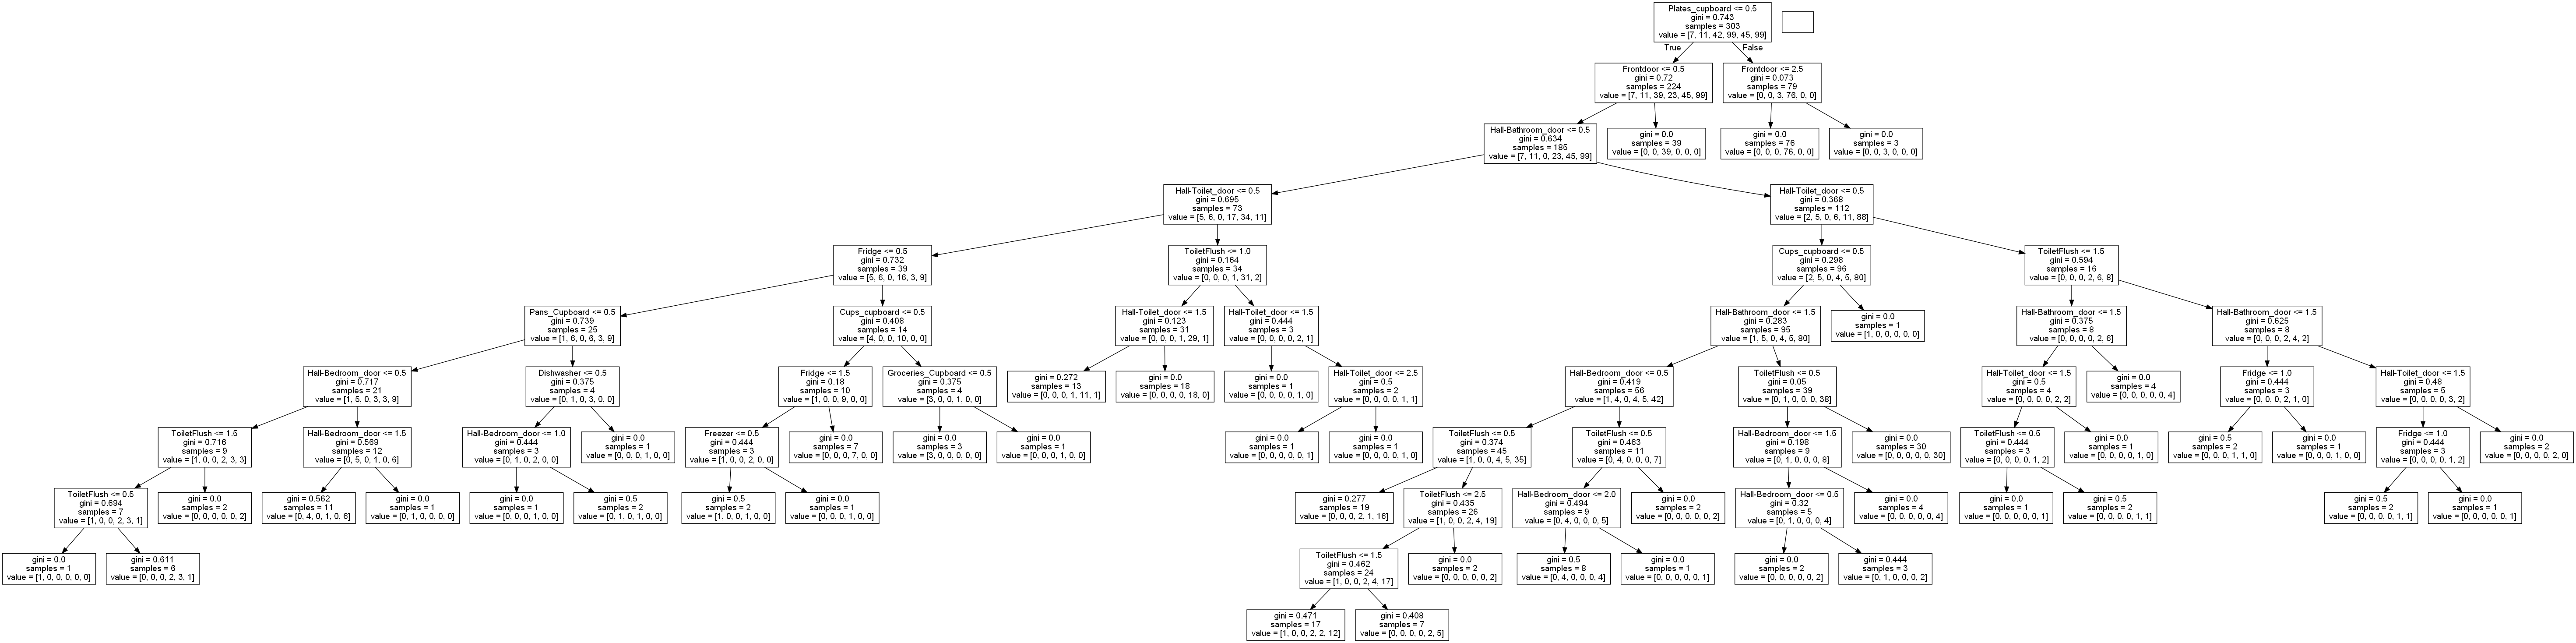 Plates_cupboard <= 0.5
gini = 0.743
samples = 303
value = [7, 11, 42, 99, 45, 99]
True
False
Frontdoor <= 0.5
gini = 0.72
samples = 224
value = [7, 11, 39, 23, 45, 99]
Frontdoor <= 2.5
gini = 0.073
samples = 79
value = [0, 0, 3, 76, 0, 0]
Hall-Bathroom_door <= 0.5
gini = 0.634
samples = 185
value = [7, 11, 0, 23, 45, 99]
gini = 0.0
samples = 39
value = [0, 0, 39, 0, 0, 0]
gini = 0.0
samples = 76
value = [0, 0, 0, 76, 0, 0]
gini = 0.0
samples = 3
value = [0, 0, 3, 0, 0, 0]
Hall-Toilet_door <= 0.5
gini = 0.695
samples = 73
value = [5, 6, 0, 17, 34, 11]
Hall-Toilet_door <= 0.5
gini = 0.368
samples = 112
value = [2, 5, 0, 6, 11, 88]
Fridge <= 0.5
gini = 0.732
samples = 39
value = [5, 6, 0, 16, 3, 9]
ToiletFlush <= 1.0
gini = 0.164
samples = 34
value = [0, 0, 0, 1, 31, 2]
Cups_cupboard <= 0.5
gini = 0.298
samples = 96
value = [2, 5, 0, 4, 5, 80]
ToiletFlush <= 1.5
gini = 0.594
samples = 16
value = [0, 0, 0, 2, 6, 8]
Pans_Cupboard <= 0.5
gini = 0.739
samples = 25
value = [1, 6, 0, 6, 3, 9]
Cups_cupboard <= 0.5
gini = 0.408
samples = 14
value = [4, 0, 0, 10, 0, 0]
Hall-Toilet_door <= 1.5
gini = 0.123
samples = 31
value = [0, 0, 0, 1, 29, 1]
Hall-Toilet_door <= 1.5
gini = 0.444
samples = 3
value = [0, 0, 0, 0, 2, 1]
Hall-Bathroom_door <= 1.5
gini = 0.283
samples = 95
value = [1, 5, 0, 4, 5, 80]
gini = 0.0
samples = 1
value = [1, 0, 0, 0, 0, 0]
Hall-Bathroom_door <= 1.5
gini = 0.375
samples = 8
value = [0, 0, 0, 0, 2, 6]
Hall-Bathroom_door <= 1.5
gini = 0.625
samples = 8
value = [0, 0, 0, 2, 4, 2]
Hall-Bedroom_door <= 0.5
gini = 0.717
samples = 21
value = [1, 5, 0, 3, 3, 9]
Dishwasher <= 0.5
gini = 0.375
samples = 4
value = [0, 1, 0, 3, 0, 0]
Fridge <= 1.5
gini = 0.18
samples = 10
value = [1, 0, 0, 9, 0, 0]
Groceries_Cupboard <= 0.5
gini = 0.375
samples = 4
value = [3, 0, 0, 1, 0, 0]
gini = 0.272
samples = 13
value = [0, 0, 0, 1, 11, 1]
gini = 0.0
samples = 18
value = [0, 0, 0, 0, 18, 0]
gini = 0.0
samples = 1
value = [0, 0, 0, 0, 1, 0]
Hall-Toilet_door <= 2.5
gini = 0.5
samples = 2
value = [0, 0, 0, 0, 1, 1]
Hall-Bedroom_door <= 0.5
gini = 0.419
samples = 56
value = [1, 4, 0, 4, 5, 42]
ToiletFlush <= 0.5
gini = 0.05
samples = 39
value = [0, 1, 0, 0, 0, 38]
Hall-Toilet_door <= 1.5
gini = 0.5
samples = 4
value = [0, 0, 0, 0, 2, 2]
gini = 0.0
samples = 4
value = [0, 0, 0, 0, 0, 4]
Fridge <= 1.0
gini = 0.444
samples = 3
value = [0, 0, 0, 2, 1, 0]
Hall-Toilet_door <= 1.5
gini = 0.48
samples = 5
value = [0, 0, 0, 0, 3, 2]
ToiletFlush <= 1.5
gini = 0.716
samples = 9
value = [1, 0, 0, 2, 3, 3]
Hall-Bedroom_door <= 1.5
gini = 0.569
samples = 12
value = [0, 5, 0, 1, 0, 6]
Hall-Bedroom_door <= 1.0
gini = 0.444
samples = 3
value = [0, 1, 0, 2, 0, 0]
gini = 0.0
samples = 1
value = [0, 0, 0, 1, 0, 0]
Freezer <= 0.5
gini = 0.444
samples = 3
value = [1, 0, 0, 2, 0, 0]
gini = 0.0
samples = 7
value = [0, 0, 0, 7, 0, 0]
gini = 0.0
samples = 3
value = [3, 0, 0, 0, 0, 0]
gini = 0.0
samples = 1
value = [0, 0, 0, 1, 0, 0]
gini = 0.0
samples = 1
value = [0, 0, 0, 0, 0, 1]
gini = 0.0
samples = 1
value = [0, 0, 0, 0, 1, 0]
ToiletFlush <= 0.5
gini = 0.374
samples = 45
value = [1, 0, 0, 4, 5, 35]
ToiletFlush <= 0.5
gini = 0.463
samples = 11
value = [0, 4, 0, 0, 0, 7]
Hall-Bedroom_door <= 1.5
gini = 0.198
samples = 9
value = [0, 1, 0, 0, 0, 8]
gini = 0.0
samples = 30
value = [0, 0, 0, 0, 0, 30]
ToiletFlush <= 0.5
gini = 0.444
samples = 3
value = [0, 0, 0, 0, 1, 2]
gini = 0.0
samples = 1
value = [0, 0, 0, 0, 1, 0]
gini = 0.5
samples = 2
value = [0, 0, 0, 1, 1, 0]
gini = 0.0
samples = 1
value = [0, 0, 0, 1, 0, 0]
Fridge <= 1.0
gini = 0.444
samples = 3
value = [0, 0, 0, 0, 1, 2]
gini = 0.0
samples = 2
value = [0, 0, 0, 0, 2, 0]
ToiletFlush <= 0.5
gini = 0.694
samples = 7
value = [1, 0, 0, 2, 3, 1]
gini = 0.0
samples = 2
value = [0, 0, 0, 0, 0, 2]
gini = 0.562
samples = 11
value = [0, 4, 0, 1, 0, 6]
gini = 0.0
samples = 1
value = [0, 1, 0, 0, 0, 0]
gini = 0.0
samples = 1
value = [0, 0, 0, 1, 0, 0]
gini = 0.5
samples = 2
value = [0, 1, 0, 1, 0, 0]
gini = 0.5
samples = 2
value = [1, 0, 0, 1, 0, 0]
gini = 0.0
samples = 1
value = [0, 0, 0, 1, 0, 0]
gini = 0.277
samples = 19
value = [0, 0, 0, 2, 1, 16]
ToiletFlush <= 2.5
gini = 0.435
samples = 26
value = [1, 0, 0, 2, 4, 19]
Hall-Bedroom_door <= 2.0
gini = 0.494
samples = 9
value = [0, 4, 0, 0, 0, 5]
gini = 0.0
samples = 2
value = [0, 0, 0, 0, 0, 2]
Hall-Bedroom_door <= 0.5
gini = 0.32
samples = 5
value = [0, 1, 0, 0, 0, 4]
gini = 0.0
samples = 4
value = [0, 0, 0, 0, 0, 4]
gini = 0.0
samples = 1
value = [0, 0, 0, 0, 0, 1]
gini = 0.5
samples = 2
value = [0, 0, 0, 0, 1, 1]
gini = 0.5
samples = 2
value = [0, 0, 0, 0, 1, 1]
gini = 0.0
samples = 1
value = [0, 0, 0, 0, 0, 1]
gini = 0.0
samples = 1
value = [1, 0, 0, 0, 0, 0]
gini = 0.611
samples = 6
value = [0, 0, 0, 2, 3, 1]
ToiletFlush <= 1.5
gini = 0.462
samples = 24
value = [1, 0, 0, 2, 4, 17]
gini = 0.0
samples = 2
value = [0, 0, 0, 0, 0, 2]
gini = 0.5
samples = 8
value = [0, 4, 0, 0, 0, 4]
gini = 0.0
samples = 1
value = [0, 0, 0, 0, 0, 1]
gini = 0.0
samples = 2
value = [0, 0, 0, 0, 0, 2]
gini = 0.444
samples = 3
value = [0, 1, 0, 0, 0, 2]
gini = 0.471
samples = 17
value = [1, 0, 0, 2, 2, 12]
gini = 0.408
samples = 7
value = [0, 0, 0, 0, 2, 5]